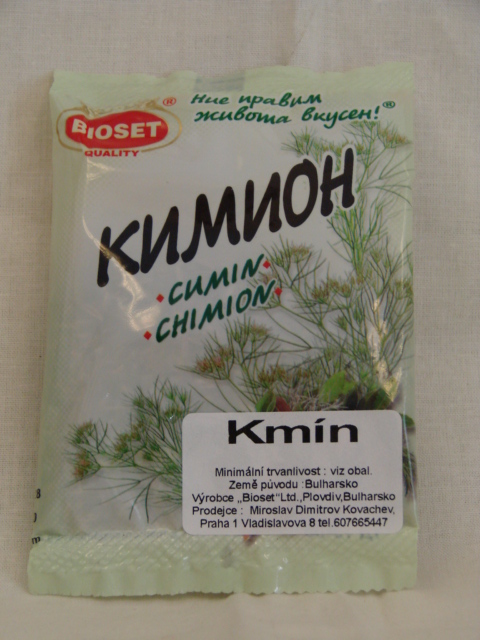 BIOSET®
QUALITY
Ние правим
живота вкусен!®
КИМИОН
CUMIN
CHIMION
Kmín
Minimální trvanlivost : viz obal.
Země původu :Bulharsko
Výrobce „Bioset“Ltd.,Plovdiv,Bulharsko
Prodejce : Miroslav Dimitrov Kovachev,
Praha 1 Vladislavova 8 tel.607665447